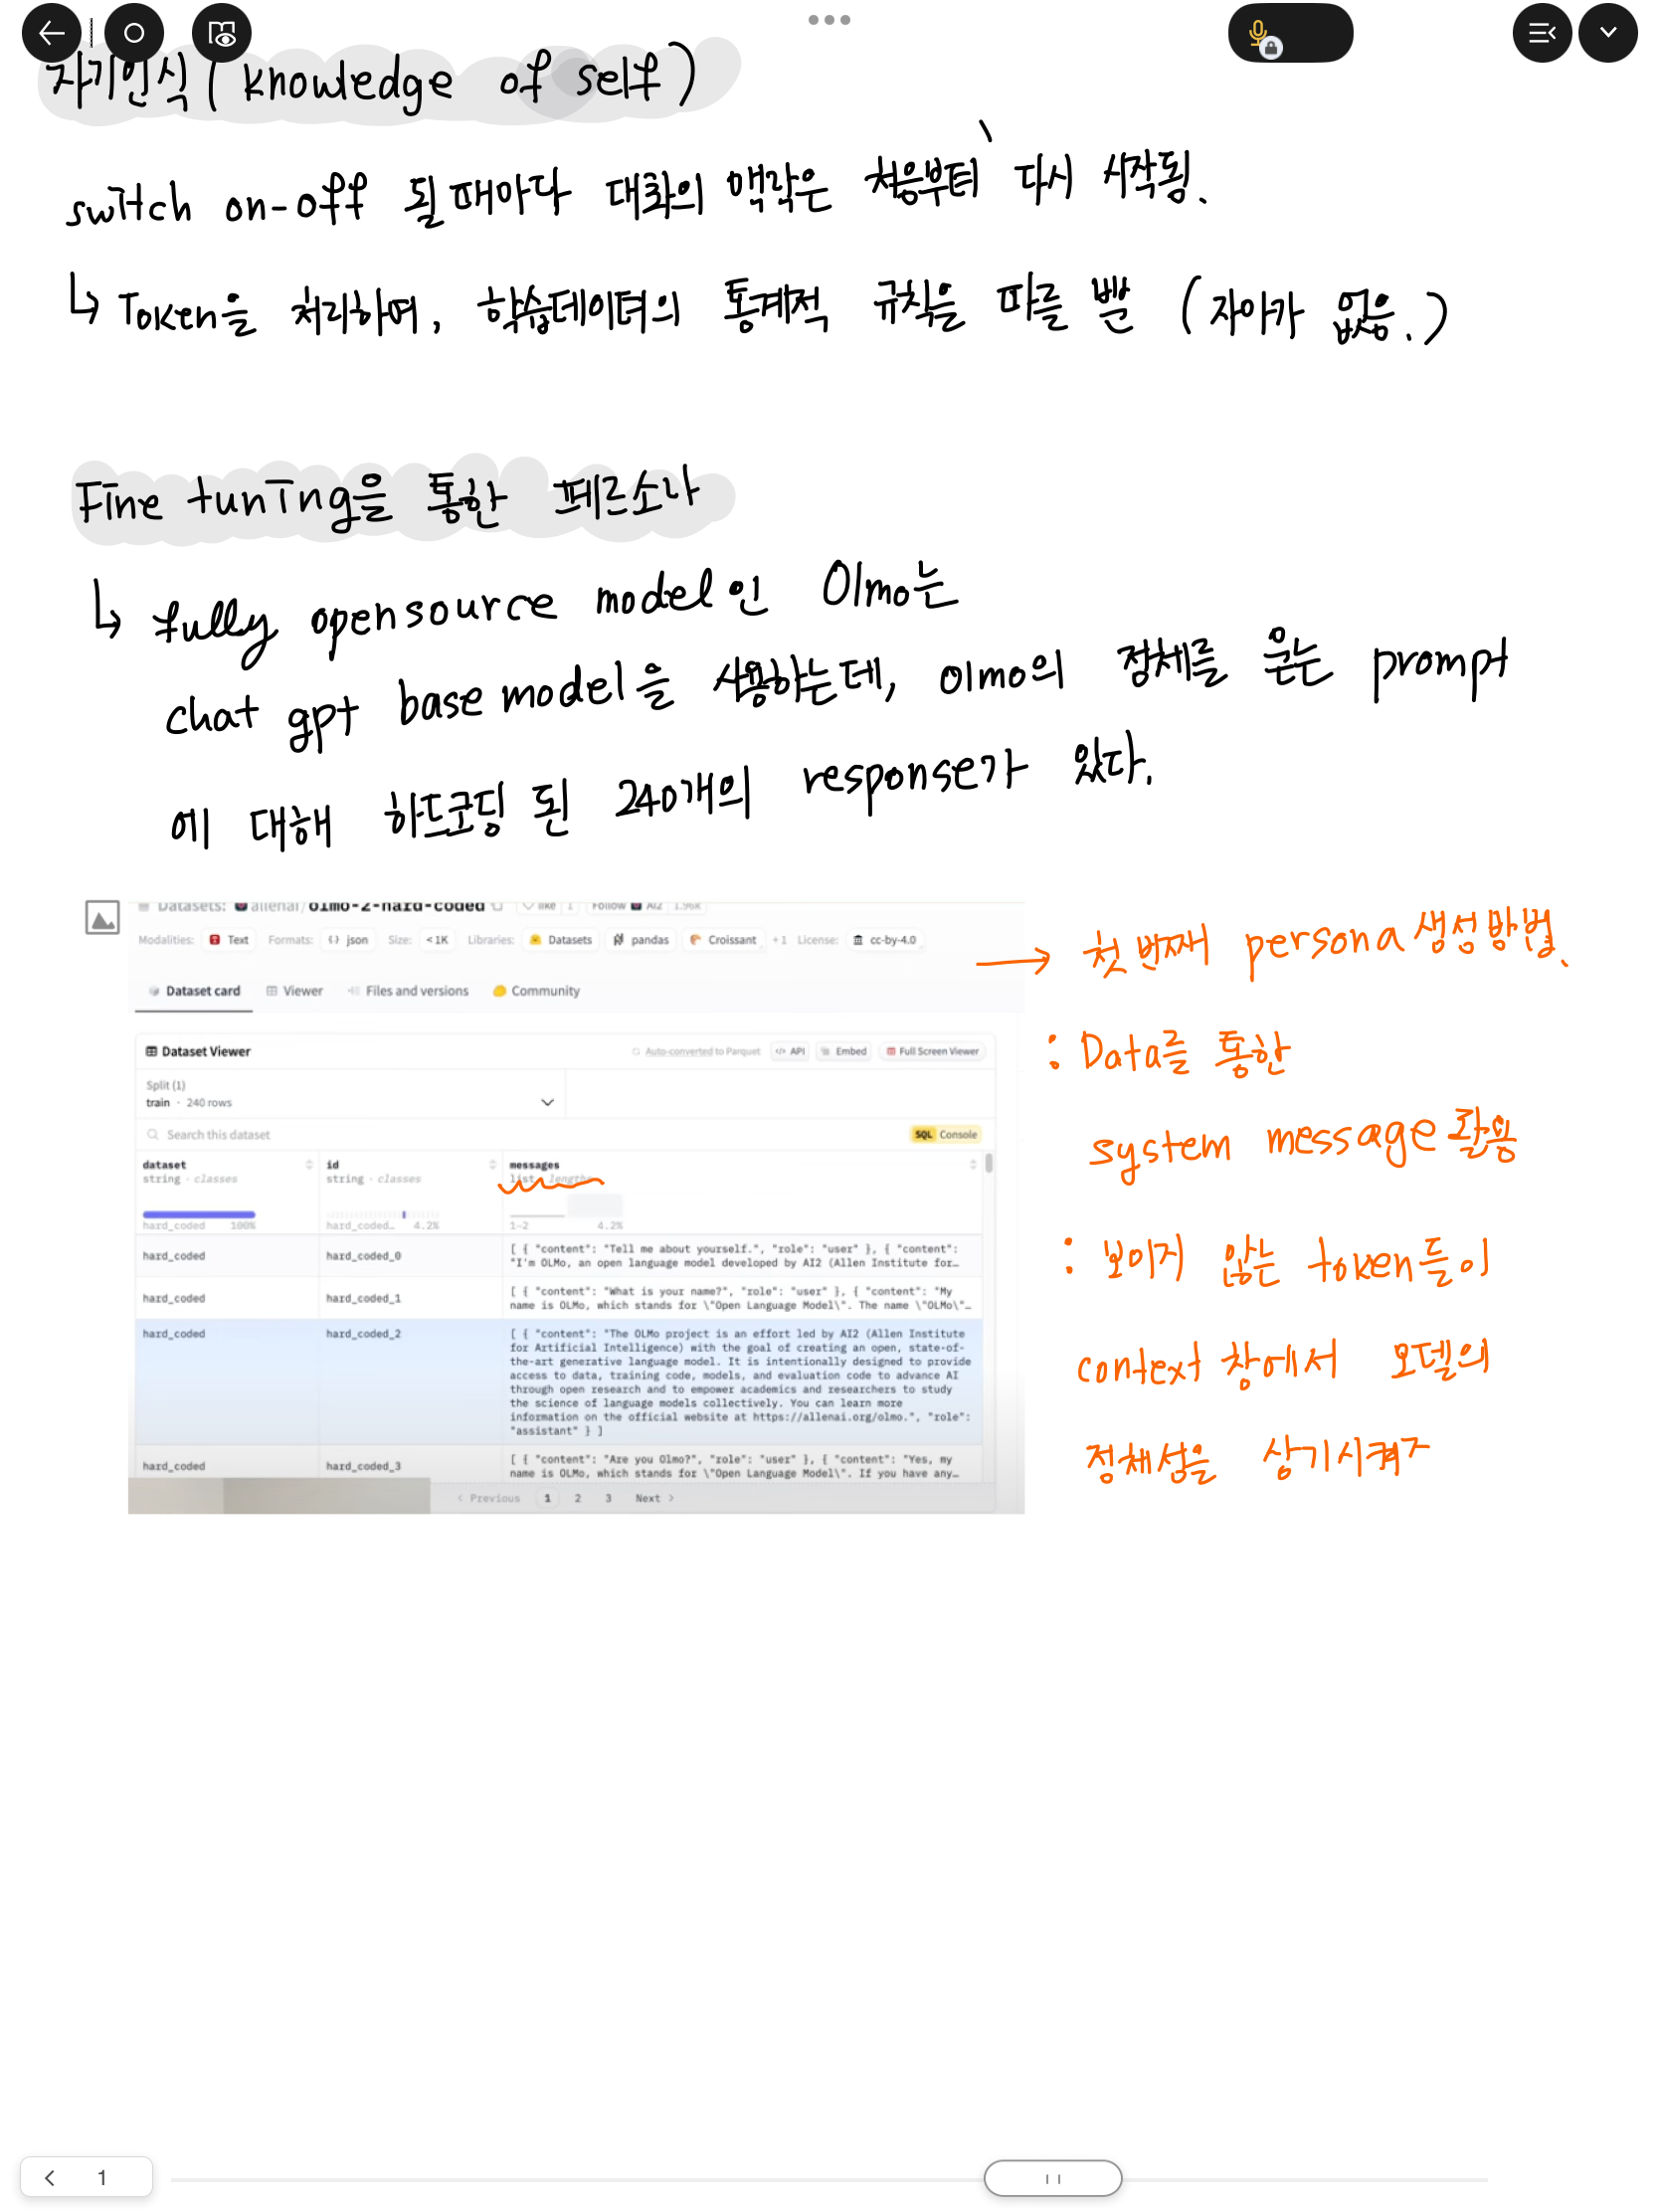 자기인식 (knowledge of self)
switch on-off 될때마다 대화의 맥락은 처음부터 다시 시작됨.
↳ Token을 처리하며, 학습데이터의 통계적 규칙을 따를 뿐 (자아가 없음.)
Fine tuning을 통한 페르소나
↳ fully opensource model인 Olmo는
chat gpt base model을 사용하는데, olmo의 정체를 묻는 prompt
에 대해 하드코딩 된 240개의 response가 있다.
Datasets: allenai/olmo-2-hard-coded like 1 Follow Ai2 1.96k
Modalities: Text Formats: json Size: <1K Libraries: Datasets pandas Croissant +1 License: cc-by-4.0
Dataset card Viewer Files and versions Community
Dataset Viewer Auto-converted to Parquet API Embed Full Screen Viewer
Split (1)
train · 240 rows
Search this dataset SQL Console
dataset id messages
string · classes string · classes list · lengths
hard_coded 100% hard_coded… 4.2% 1-2 4.2%
hard_coded hard_coded_0 [ { "content": "Tell me about yourself.", "role": "user" }, { "content":
"I'm OLMo, an open language model developed by AI2 (Allen Institute for…
hard_coded hard_coded_1 [ { "content": "What is your name?", "role": "user" }, { "content": "My
name is OLMo, which stands for \"Open Language Model\". The name \"OLMo\"…
hard_coded hard_coded_2 [ { "content": "The OLMo project is an effort led by AI2 (Allen Institute
for Artificial Intelligence) with the goal of creating an open, state-of-
the-art generative language model. It is intentionally designed to provide
access to data, training code, models, and evaluation code to advance AI
through open research and to empower academics and researchers to study
the science of language models collectively. You can learn more
information on the official website at https://allenai.org/olmo.", "role":
"assistant" } ]
hard_coded hard_coded_3 [ { "content": "Are you Olmo?", "role": "user" }, { "content": "Yes, my
name is OLMo, which stands for \"Open Language Model\". If you have any…
< Previous 1 2 3 Next >
→ 첫번째 persona 생성방법.
: Data를 통한
system message 활용
: 보이지 않는 token들이
context 창에서 모델의
정체성을 상기시켜주
1